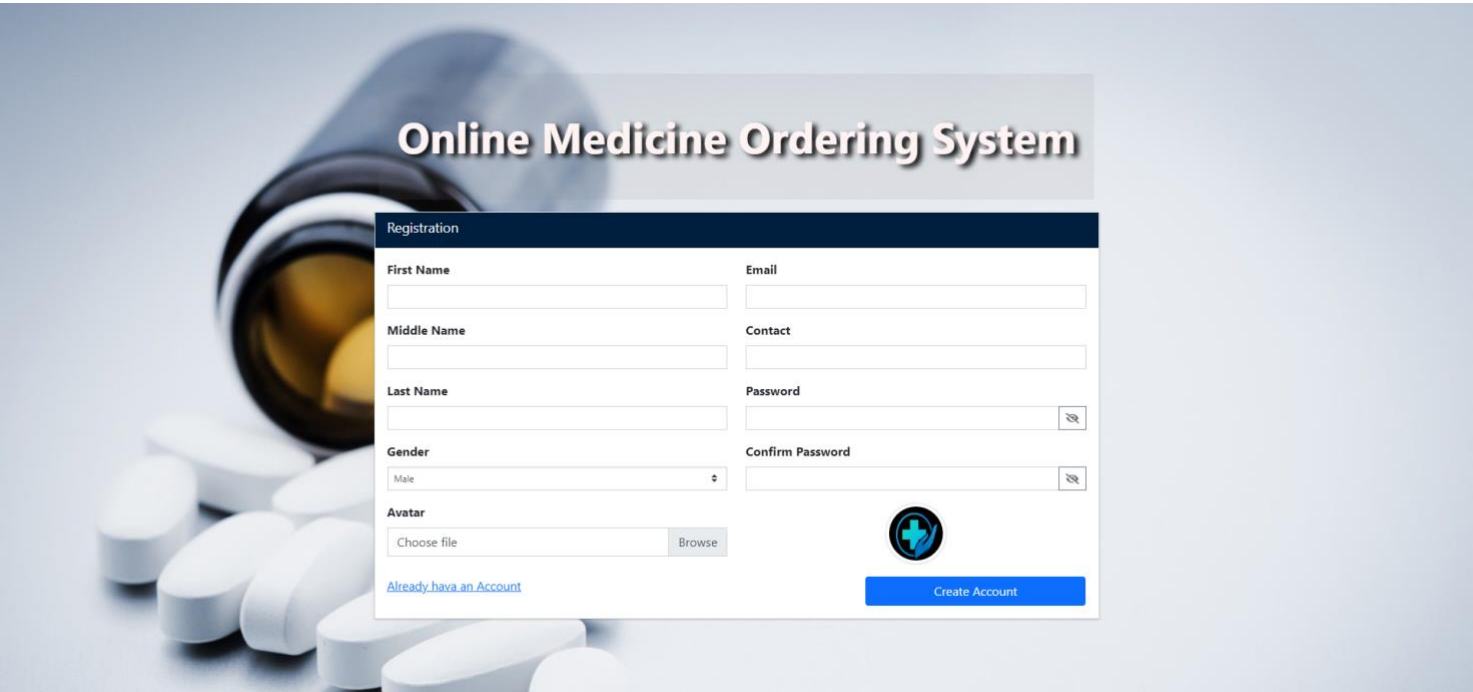 Online Medicine Ordering System
Registration
First Name
Email
Middle Name
Contact
Last Name
Password
Gender
Confirm Password
Male
Avatar
Choose file
Browse
Already hava an Account
Create Account